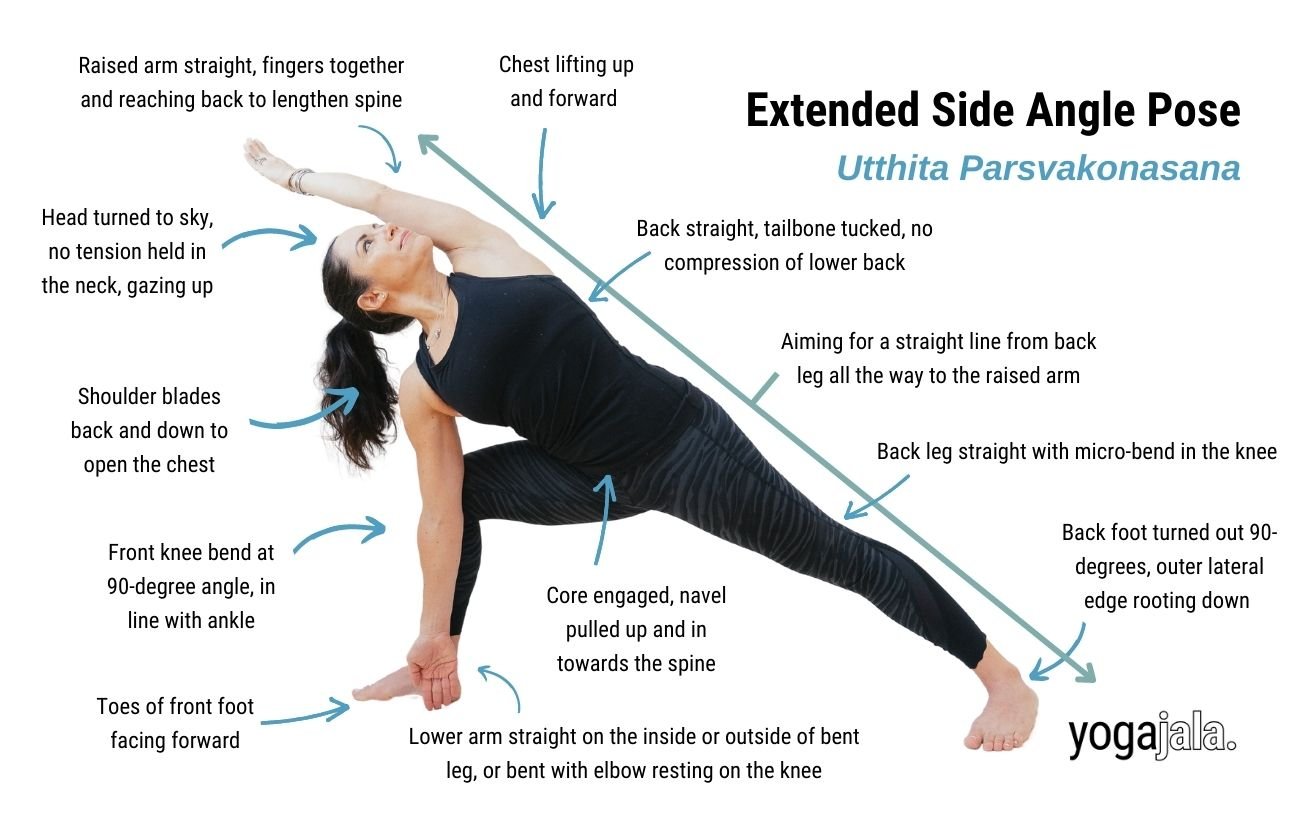 Raised arm straight, fingers together
and reaching back to lengthen spine
Chest lifting up
and forward
Extended Side Angle Pose
Utthita Parsvakonasana
Head turned to sky,
no tension held in
the neck, gazing up
Back straight, tailbone tucked, no
compression of lower back
Aiming for a straight line from back
leg all the way to the raised arm
Shoulder blades
back and down to
open the chest
Back leg straight with micro-bend in the knee
Front knee bend at
90-degree angle, in
line with ankle
Back foot turned out 90-
degrees, outer lateral
edge rooting down
Core engaged, navel
pulled up and in
towards the spine
Toes of front foot
facing forward
Lower arm straight on the inside or outside of bent
leg, or bent with elbow resting on the knee
yogajala.